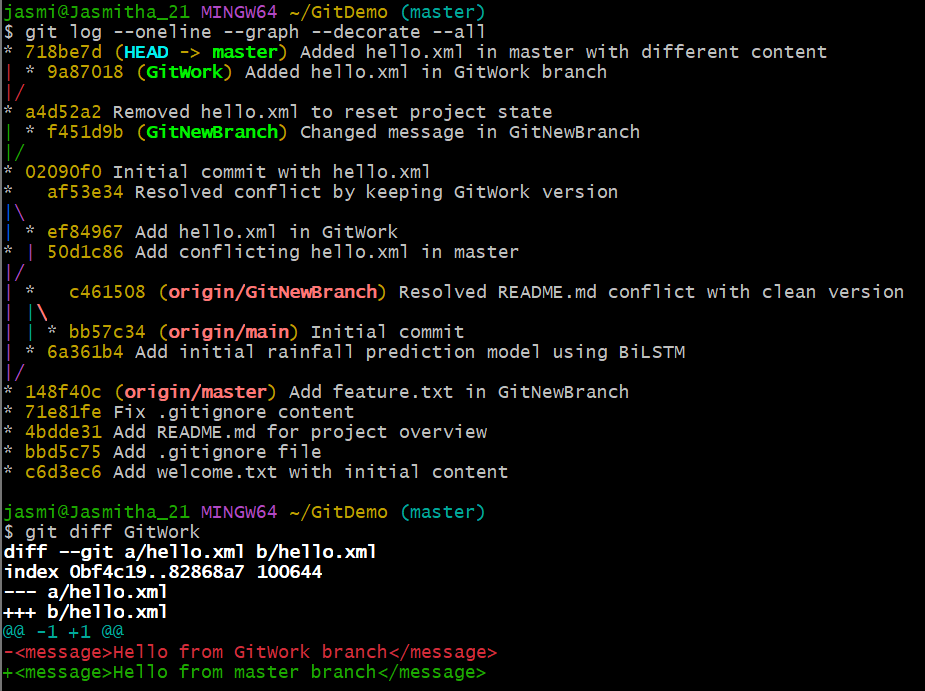 jasmi@Jasmitha_21 MINGW64 ~/GitDemo (master)
$ git log --oneline --graph --decorate --all
* 718be7d (HEAD -> master) Added hello.xml in master with different content
| * 9a87018 (GitWork) Added hello.xml in GitWork branch
|/
* a4d52a2 Removed hello.xml to reset project state
| * f451d9b (GitNewBranch) Changed message in GitNewBranch
|/
* 02090f0 Initial commit with hello.xml
*   af53e34 Resolved conflict by keeping GitWork version
|\
| * ef84967 Add hello.xml in GitWork
* | 50d1c86 Add conflicting hello.xml in master
|/
| *   c461508 (origin/GitNewBranch) Resolved README.md conflict with clean version
| |\
| | * bb57c34 (origin/main) Initial commit
| * 6a361b4 Add initial rainfall prediction model using BiLSTM
|/
* 148f40c (origin/master) Add feature.txt in GitNewBranch
* 71e81fe Fix .gitignore content
* 4bdde31 Add README.md for project overview
* bbd5c75 Add .gitignore file
* c6d3ec6 Add welcome.txt with initial content
jasmi@Jasmitha_21 MINGW64 ~/GitDemo (master)
$ git diff GitWork
diff --git a/hello.xml b/hello.xml
index 0bf4c19..82868a7 100644
--- a/hello.xml
+++ b/hello.xml
@@ -1 +1 @@
-<message>Hello from GitWork branch</message>
+<message>Hello from master branch</message>